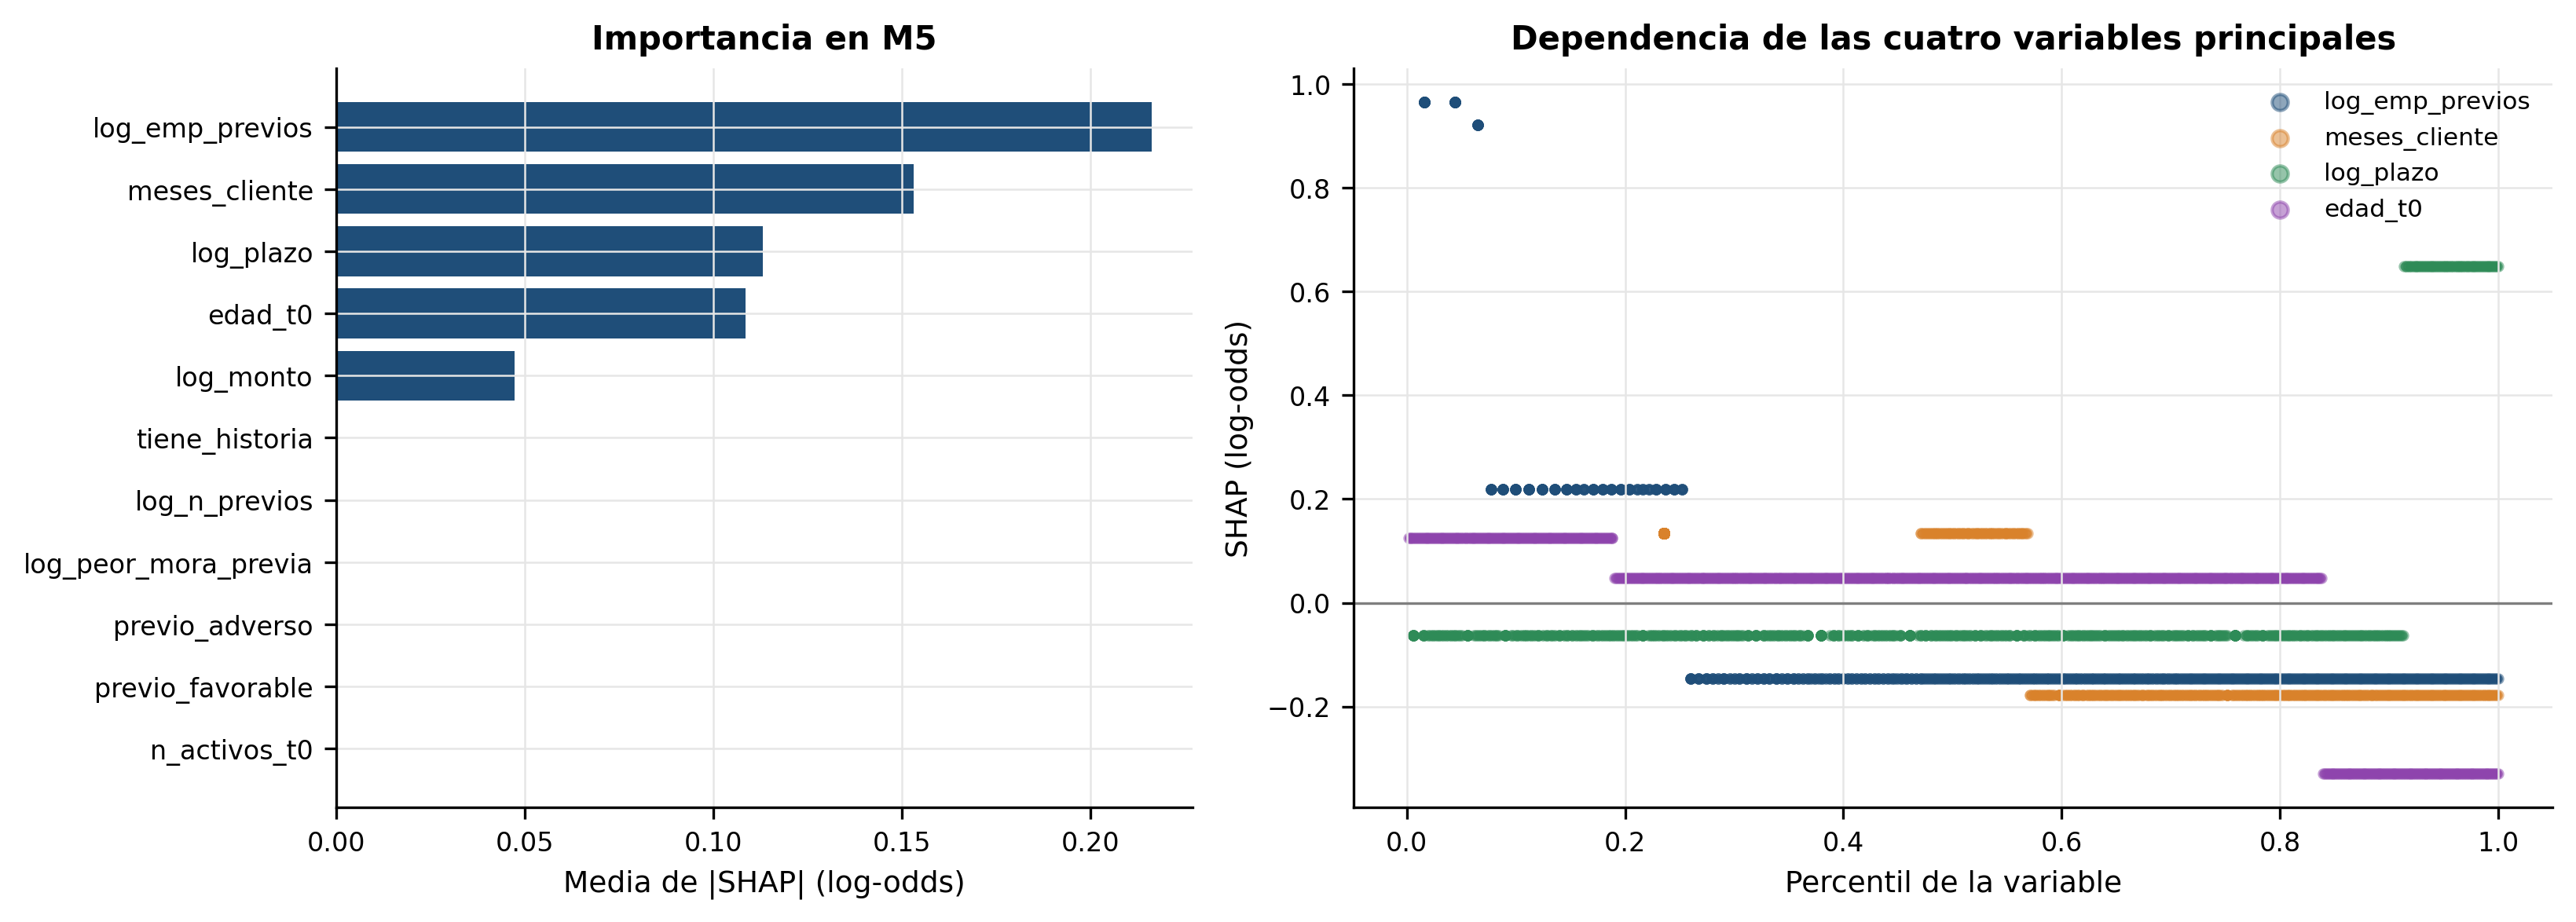 Importancia en M5
log_emp_previos
meses_cliente
log_plazo
edad_t0
log_monto
tiene_historia
log_n_previos
log_peor_mora_previa
previo_adverso
previo_favorable
n_activos_t0
0.00 0.05 0.10 0.15 0.20
Media de |SHAP| (log-odds)
Dependencia de las cuatro variables principales
SHAP (log-odds)
1.0
0.8
0.6
0.4
0.2
0.0
−0.2
log_emp_previos
meses_cliente
log_plazo
edad_t0
0.0 0.2 0.4 0.6 0.8 1.0
Percentil de la variable